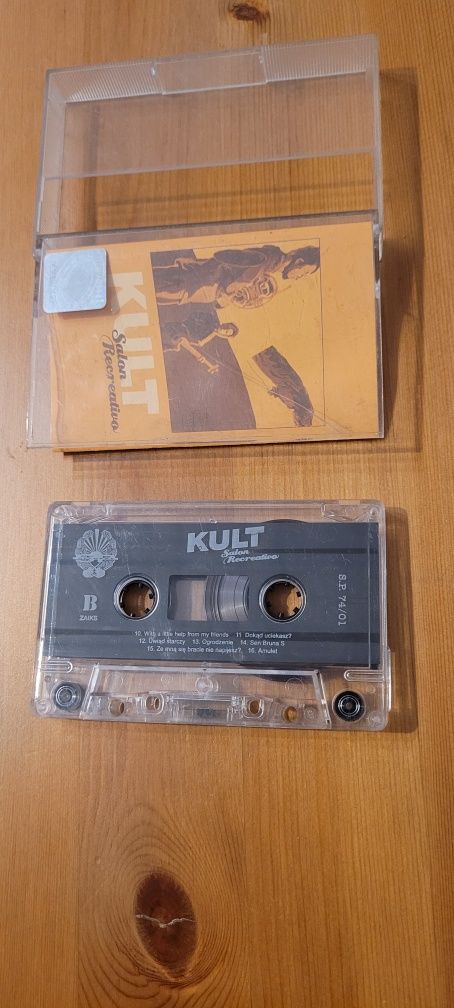 KULT
Salon
Recreativo
KULT
Salon
Recreativo
B
ZAIKS
S.P. 74/01
10. With a little help from my friends 11. Dokąd uciekasz?
12. Uwiąd starczy 13. Ogrodzenie 14. Sen Bruna S
15. Ze mną się bracie nie napijesz? 16. Amulet